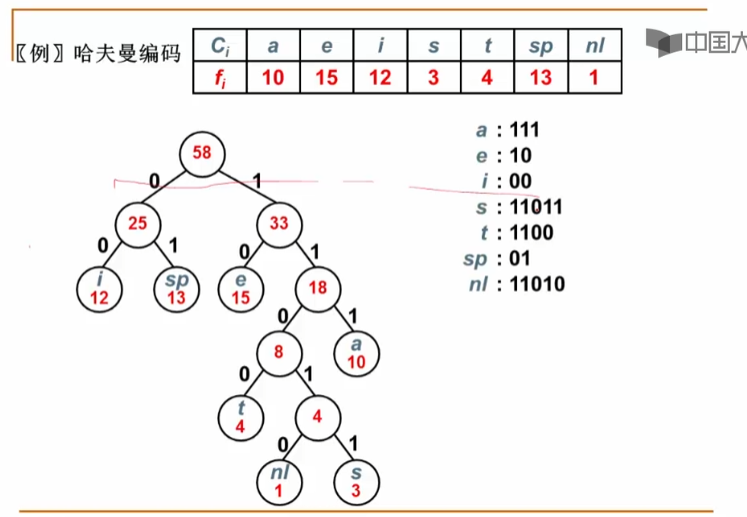 〖例〗哈夫曼编码
Ci a e i s t sp nl
fi 10 15 12 3 4 13 1
中国大
58
0 1
25 33
0 1 0 1
i 12
sp 13
e 15
18
0 1
8
a 10
0 1
t 4
4
0 1
nl 1
s 3
a : 111
e : 10
i : 00
s : 11011
t : 1100
sp : 01
nl : 11010